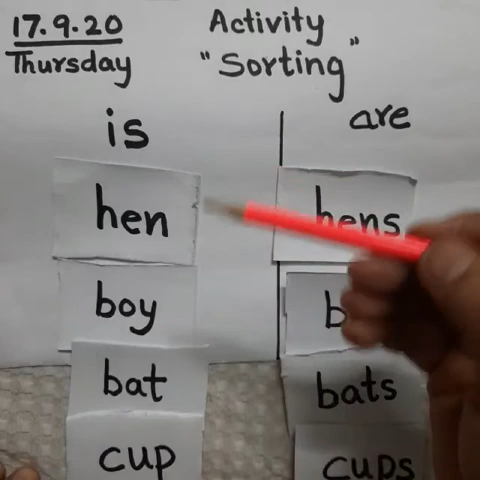 17.9.20
Thursday
Activity
"Sorting"
is
are
hen
hens
boy
bat
bats
cup
cups